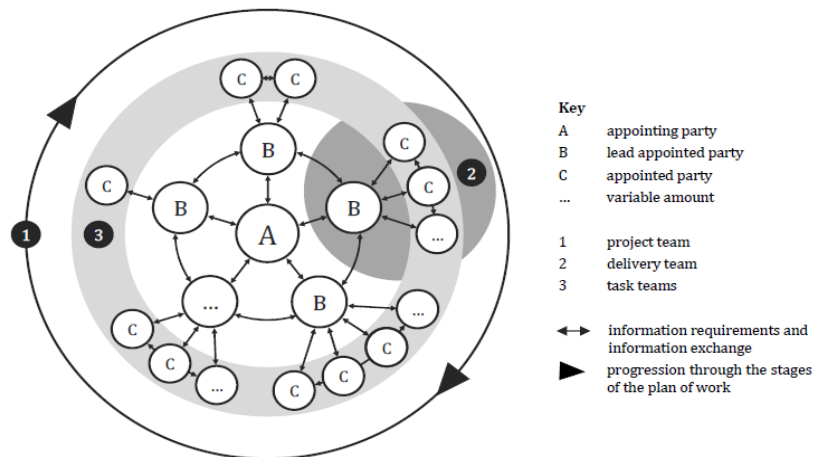 C C
B
C
C
C
2
B
B
...
1
3
A
...
B
...
C
C
C
C
...
C
C
Key
A appointing party
B lead appointed party
C appointed party
... variable amount
1 project team
2 delivery team
3 task teams
information requirements and
information exchange
progression through the stages
of the plan of work